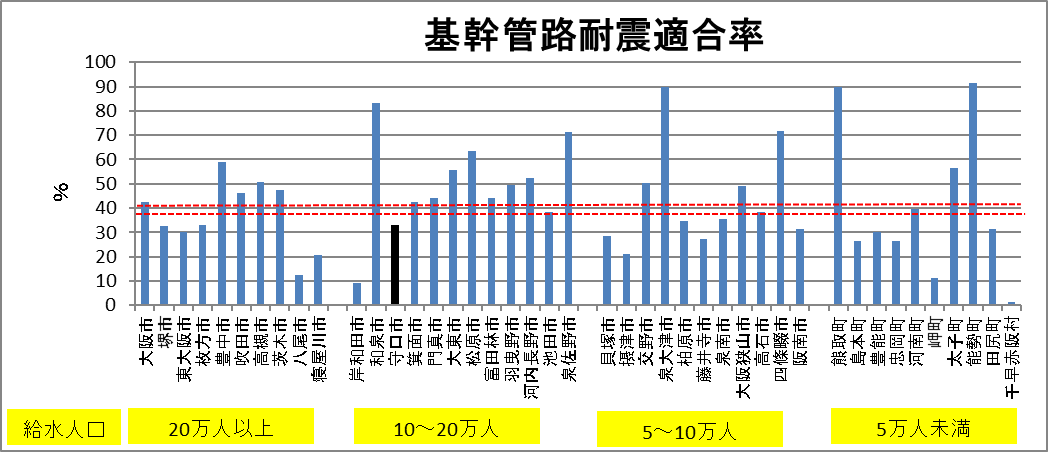 基幹管路耐震適合率
%
100
90
80
70
60
50
40
30
20
10
0
大阪市
堺市
東大阪市
枚方市
豊中市
吹田市
高槻市
茨木市
八尾市
寝屋川市
岸和田市
和泉市
守口市
箕面市
門真市
大東市
松原市
富田林市
羽曳野市
河内長野市
池田市
泉佐野市
貝塚市
摂津市
交野市
泉大津市
柏原市
藤井寺市
泉南市
大阪狭山市
高石市
四條畷市
阪南市
熊取町
島本町
豊能町
忠岡町
河南町
岬町
太子町
能勢町
田尻町
千早赤阪村
給水人口
20万人以上
10～20万人
5～10万人
5万人未満